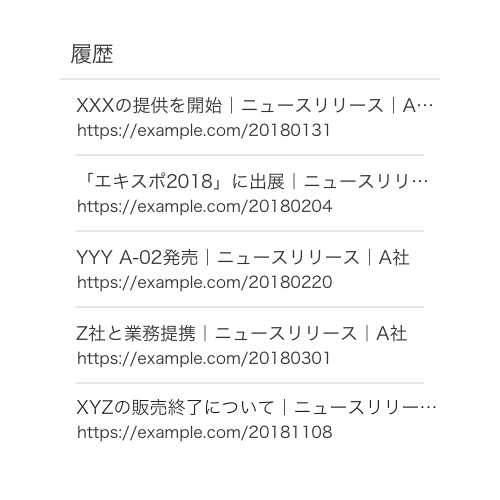 履歴
XXXの提供を開始｜ニュースリリース｜A…
https://example.com/20180131
「エキスポ2018」に出展｜ニュースリリ…
https://example.com/20180204
YYY A-02発売｜ニュースリリース｜A社
https://example.com/20180220
Z社と業務提携｜ニュースリリース｜A社
https://example.com/20180301
XYZの販売終了について｜ニュースリリー…
https://example.com/20181108